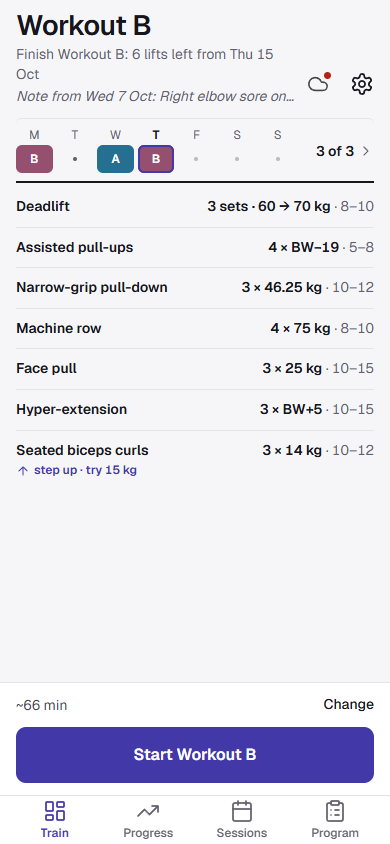 Workout B
Finish Workout B: 6 lifts left from Thu 15
Oct
Note from Wed 7 Oct: Right elbow sore on...
M T W T F S S
B • A B • • • 3 of 3
Deadlift 3 sets · 60 → 70 kg · 8–10
Assisted pull-ups 4 × BW−19 · 5–8
Narrow-grip pull-down 3 × 46.25 kg · 10–12
Machine row 4 × 75 kg · 8–10
Face pull 3 × 25 kg · 10–15
Hyper-extension 3 × BW+5 · 10–15
Seated biceps curls 3 × 14 kg · 10–12
↑ step up · try 15 kg
~66 min Change
Start Workout B
Train Progress Sessions Program